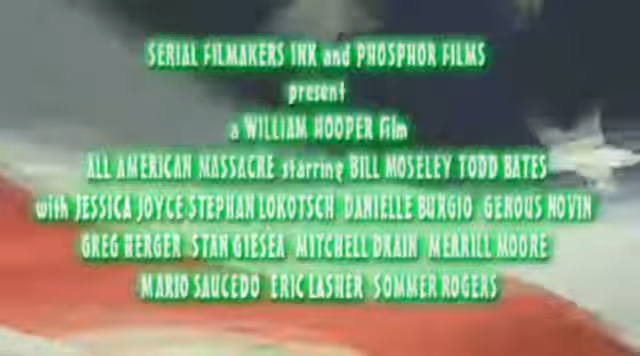 SERIAL FILMAKERS INK and PHOSPHOR FILMS
present
a WILLIAM HOOPER film
ALL AMERICAN MASSACRE starring BILL MOSELEY TODD BATES
with JESSICA JOYCE STEPHAN LOKOTSCH DANIELLE BURGIO GENOUS NOVIN
GREG HERGER STAN GIESEA MITCHELL DRAIN MERRILL MOORE
MARIO SAUCEDO ERIC LASHER SOMMER ROGERS